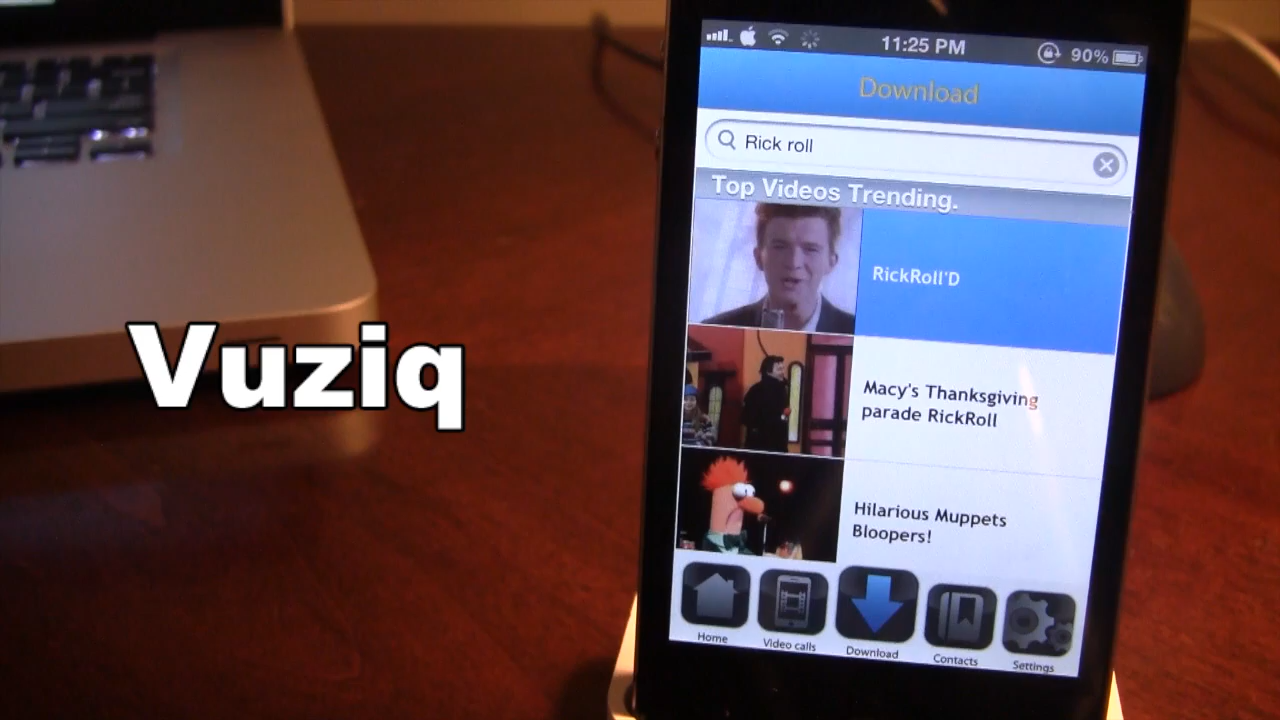 11:25 PM
90%
Download
Rick roll
Top Videos Trending.
RickRoll'D
Macy's Thanksgiving
parade RickRoll
Hilarious Muppets
Bloopers!
Home
Video calls
Download
Contacts
Settings
Vuziq